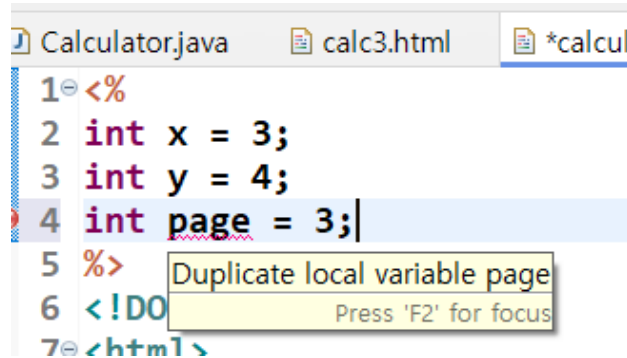 Calculator.java calc3.html *calcul
1 <%
2 int x = 3;
3 int y = 4;
4 int page = 3;
5 %>
Duplicate local variable page
6 <!DO
Press 'F2' for focus
7 <html>